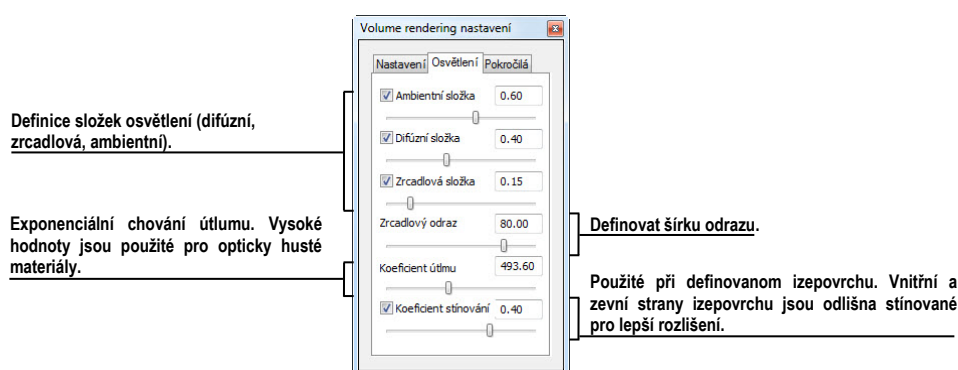 Volume rendering nastavení
Nastavení Osvětlení Pokročilá
Ambientní složka 0.60
Difúzní složka 0.40
Zrcadlová složka 0.15
Zrcadlový odraz 80.00
Koeficient útlmu 493.60
Koeficient stínování 0.40
Definice složek osvětlení (difúzní,
zrcadlová, ambientní).
Exponenciální chování útlumu. Vysoké
hodnoty jsou použité pro opticky husté
materiály.
Definovat šírku odrazu.
Použité při definovanom izepovrchu. Vnitřní a
zevní strany izepovrchu jsou odlišna stínované
pro lepší rozlišení.